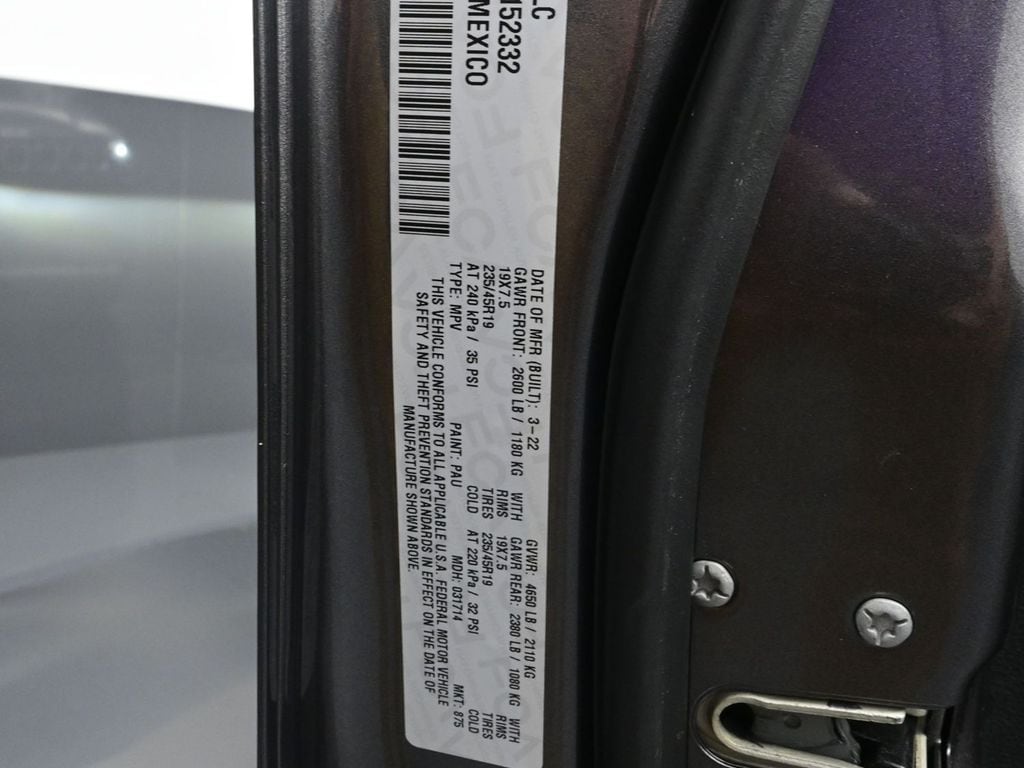 LC
152332
MEXICO
DATE OF MFR (BUILT): 3-22 GVWR: 4650 LB / 2110 KG
GAWR FRONT: 2600 LB / 1180 KG WITH GAWR REAR: 2380 LB / 1080 KG WITH
19X7.5 RIMS 19X7.5 RIMS
235/45R19 TIRES 235/45R19 TIRES
AT 240 kPa / 35 PSI COLD AT 220 kPa / 32 PSI COLD
TYPE: MPV PAINT: PAU MDH: 031714 MKT: 875
THIS VEHICLE CONFORMS TO ALL APPLICABLE U.S.A. FEDERAL MOTOR VEHICLE
SAFETY AND THEFT PREVENTION STANDARDS IN EFFECT ON THE DATE OF
MANUFACTURE SHOWN ABOVE.